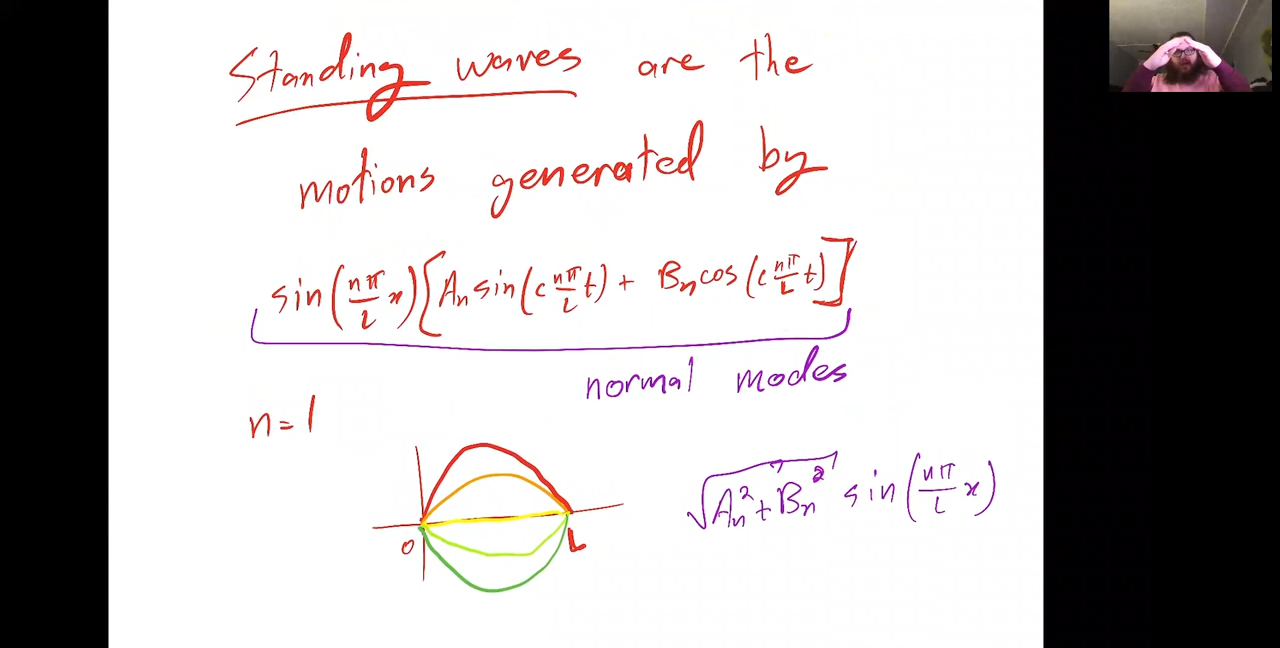 Standing waves are the
motions generated by
sin(nπ/L x)[Aₙ sin(c nπ/L t) + Bₙ cos(c nπ/L t)]
normal modes
n=1
0 L
√(Aₙ²+Bₙ²) sin(nπ/L x)